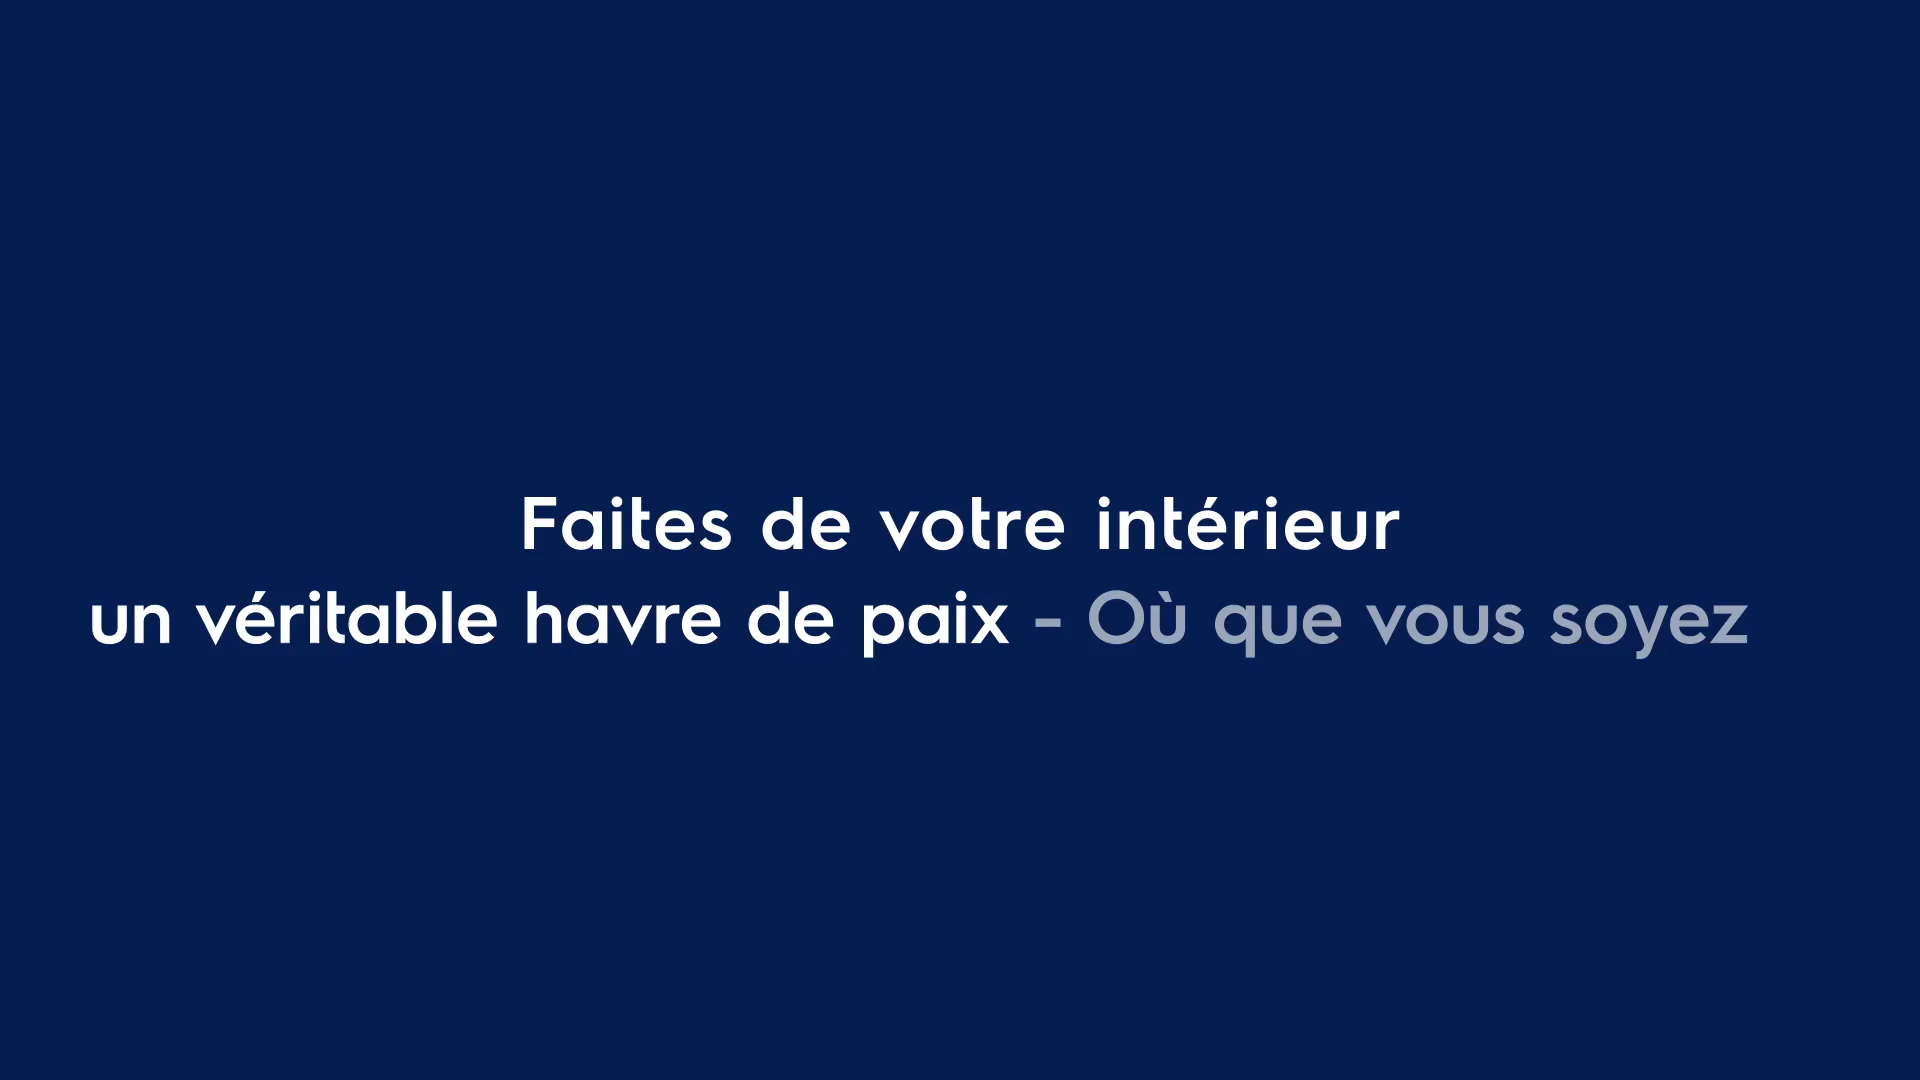 Faites de votre intérieur
un véritable havre de paix - Où que vous soyez